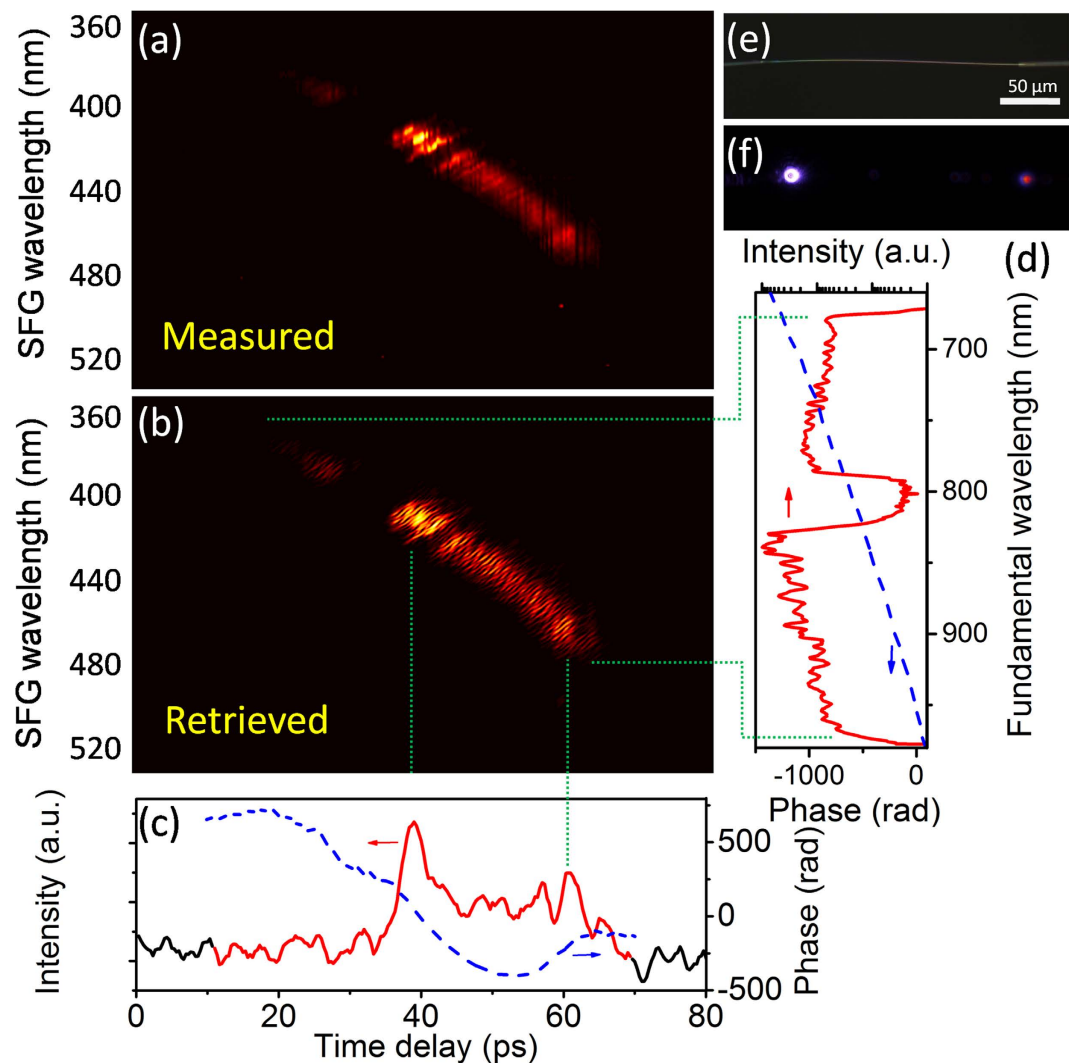 360
400
440
480
520
SFG wavelength (nm)
(a)
Measured
(e)
50 µm
(f)
Intensity (a.u.)
(d)
700
800
900
Fundamental wavelength (nm)
-1000
0
Phase (rad)
360
400
440
480
520
SFG wavelength (nm)
(b)
Retrieved
(c)
Intensity (a.u.)
500
0
-500
Phase (rad)
0
20
40
60
80
Time delay (ps)